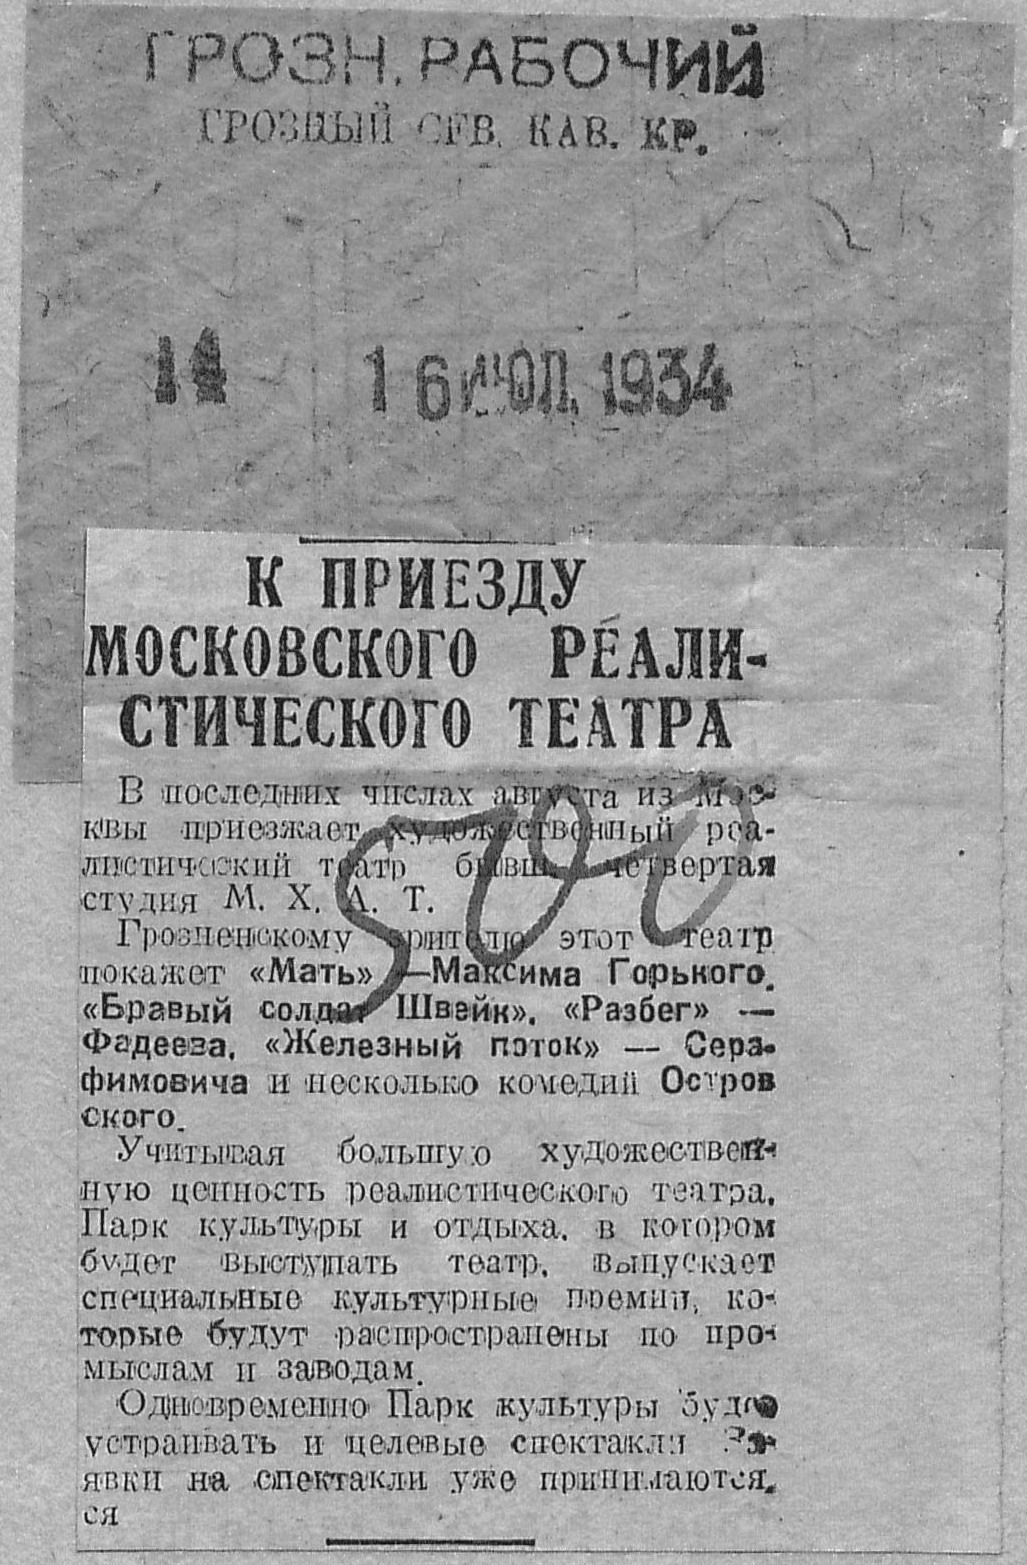 ГРОЗН. РАБОЧИЙ
ГРОЗНЫЙ СЕВ. КАВ. КР.
14 16 ИЮЛ. 1934
К ПРИЕЗДУ
МОСКОВСКОГО РЕАЛИ-
СТИЧЕСКОГО ТЕАТРА
В последних числах августа из Мос-
квы приезжает художественный реа-
листический театр бывш. четвертая
студия М. Х. А. Т.
Грозненскому зрителю этот театр
покажет «Мать» —Максима Горького.
«Бравый солдат Швейк», «Разбег» —
Фадеева, «Железный поток» — Сера-
фимовича и несколько комедий Остров
ского.
Учитывая большую художествен-
ную ценность реалистического театра,
Парк культуры и отдыха, в котором
будет выступать театр, выпускает
специальные культурные премии, ко-
торые будут распространены по про-
мыслам и заводам.
Одновременно Парк культуры будет
устраивать и целевые спектакли За-
явки на спектакли уже принимаются.
ся
500